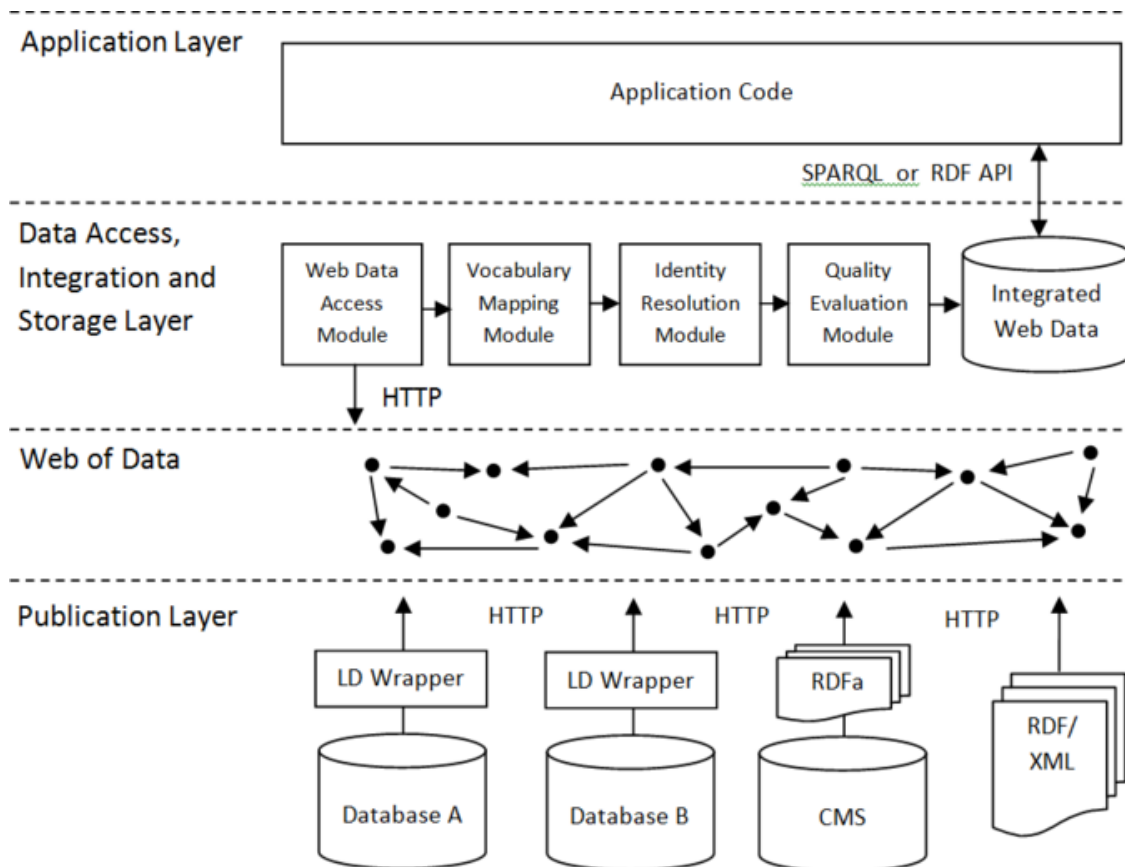 Application Layer
Application Code
SPARQL or RDF API
Data Access,
Integration and
Storage Layer
Web Data
Access
Module
Vocabulary
Mapping
Module
Identity
Resolution
Module
Quality
Evaluation
Module
Integrated
Web Data
HTTP
Web of Data
Publication Layer
HTTP
HTTP
HTTP
LD Wrapper
LD Wrapper
RDFa
RDF/
XML
Database A
Database B
CMS